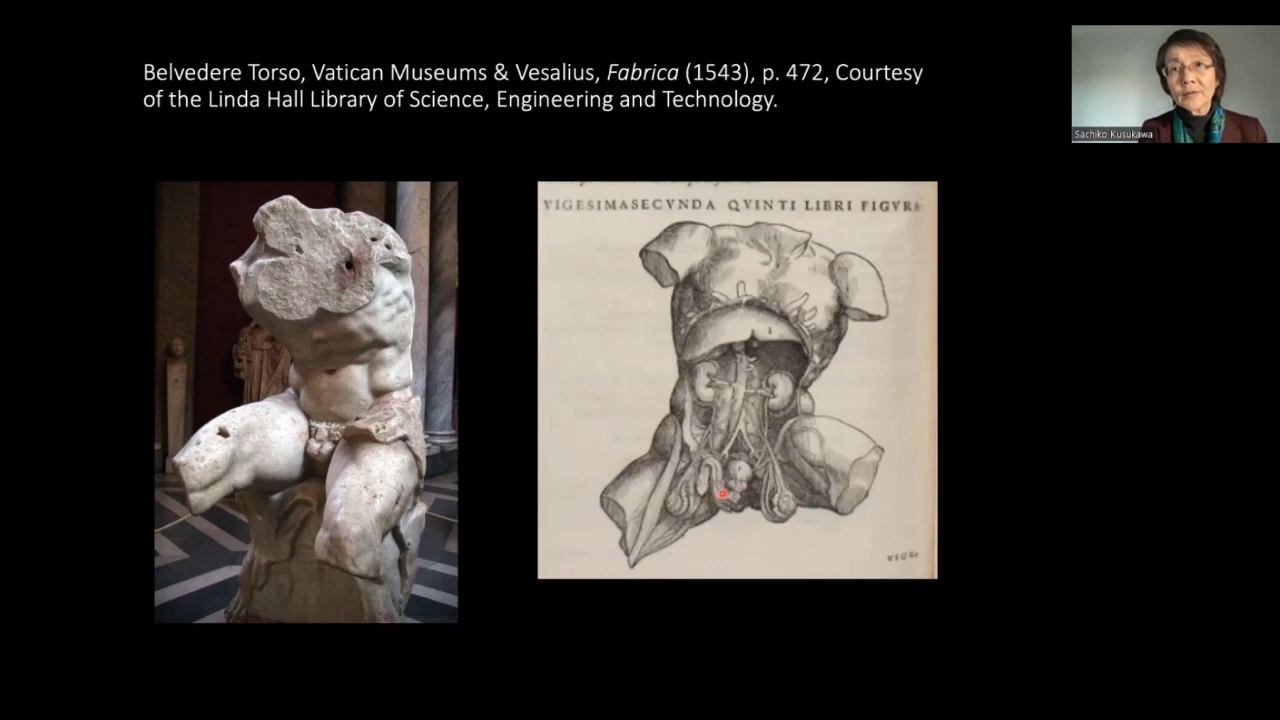 Belvedere Torso, Vatican Museums & Vesalius, Fabrica (1543), p. 472, Courtesy
of the Linda Hall Library of Science, Engineering and Technology.
Sachiko Kusukawa
VIGESIMASECVNDA QVINTI LIBRI FIGVRA